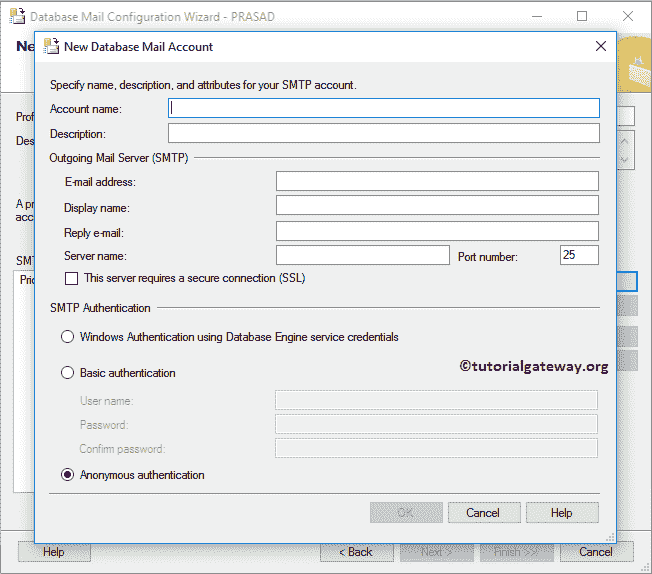 Database Mail Configuration Wizard - PRASAD
Ne
New Database Mail Account
Specify name, description, and attributes for your SMTP account.
Account name:
Description:
Outgoing Mail Server (SMTP)
E-mail address:
Display name:
Reply e-mail:
Server name:
Port number:
25
This server requires a secure connection (SSL)
SMTP Authentication
Windows Authentication using Database Engine service credentials
©tutorialgateway.org
Basic authentication
User name:
Password:
Confirm password:
Anonymous authentication
OK
Cancel
Help
Prof
Des
A pr
acc
SMT
Prio
Help
< Back
Next >
Finish >>|
Cancel